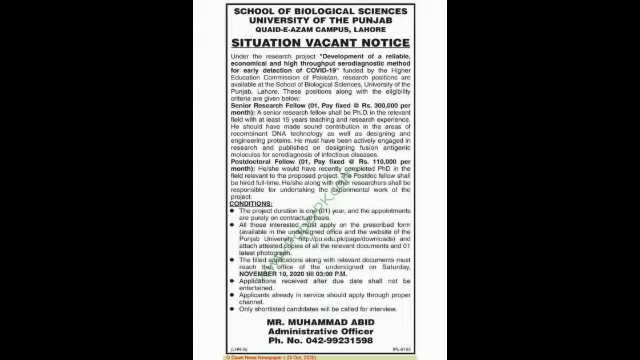 SCHOOL OF BIOLOGICAL SCIENCES
UNIVERSITY OF THE PUNJAB
QUAID-E-AZAM CAMPUS, LAHORE
SITUATION VACANT NOTICE
Under the research project "Development of a reliable,
economical and high throughput serodiagnostic method
for early detection of COVID-19" funded by the Higher
Education Commission of Pakistan, research positions are
available at the School of Biological Sciences, University of the
Punjab, Lahore. These positions along with the eligibility
criteria are given below:
Senior Research Fellow (01, Pay fixed @ Rs. 300,000 per
month): A senior research fellow shall be Ph.D. in the relevant
field with at least 15 years teaching and research experience.
He should have made sound contribution in the areas of
recombinant DNA technology as well as designing and
engineering proteins. He must have been actively engaged in
research and published on designing fusion antigenic
molecules for serodiagnosis of infectious diseases.
Postdoctoral Fellow (01, Pay fixed @ Rs. 110,000 per
month): He/she would have recently completed PhD in the
field relevant to the proposed project. The Postdoc fellow shall
be hired full-time. He/she along with other researchers shall be
responsible for undertaking the experimental work of the
project.
CONDITIONS:
● The project duration is one (01) year, and the appointments
are purely on contractual basis.
● All those interested must apply on the prescribed form
(available in the undersigned office and the website of the
Punjab University http://pu.edu.pk/page/downloads) and
attach attested copies of all the relevant documents and 01
latest photograph.
● The filled applications along with relevant documents must
reach the office of the undersigned on Saturday,
NOVEMBER 10, 2020 till 03:00 P.M.
● Applications received after due date shall not be
entertained.
● Applicants already in service should apply through proper
channel.
● Only shortlisted candidates will be called for interview.
MR. MUHAMMAD ABID
Administrative Officer
Ph. No. 042-99231598
(LHR-S) IPL-9192
© Dawn News Newspaper ( 23 Oct, 2020)